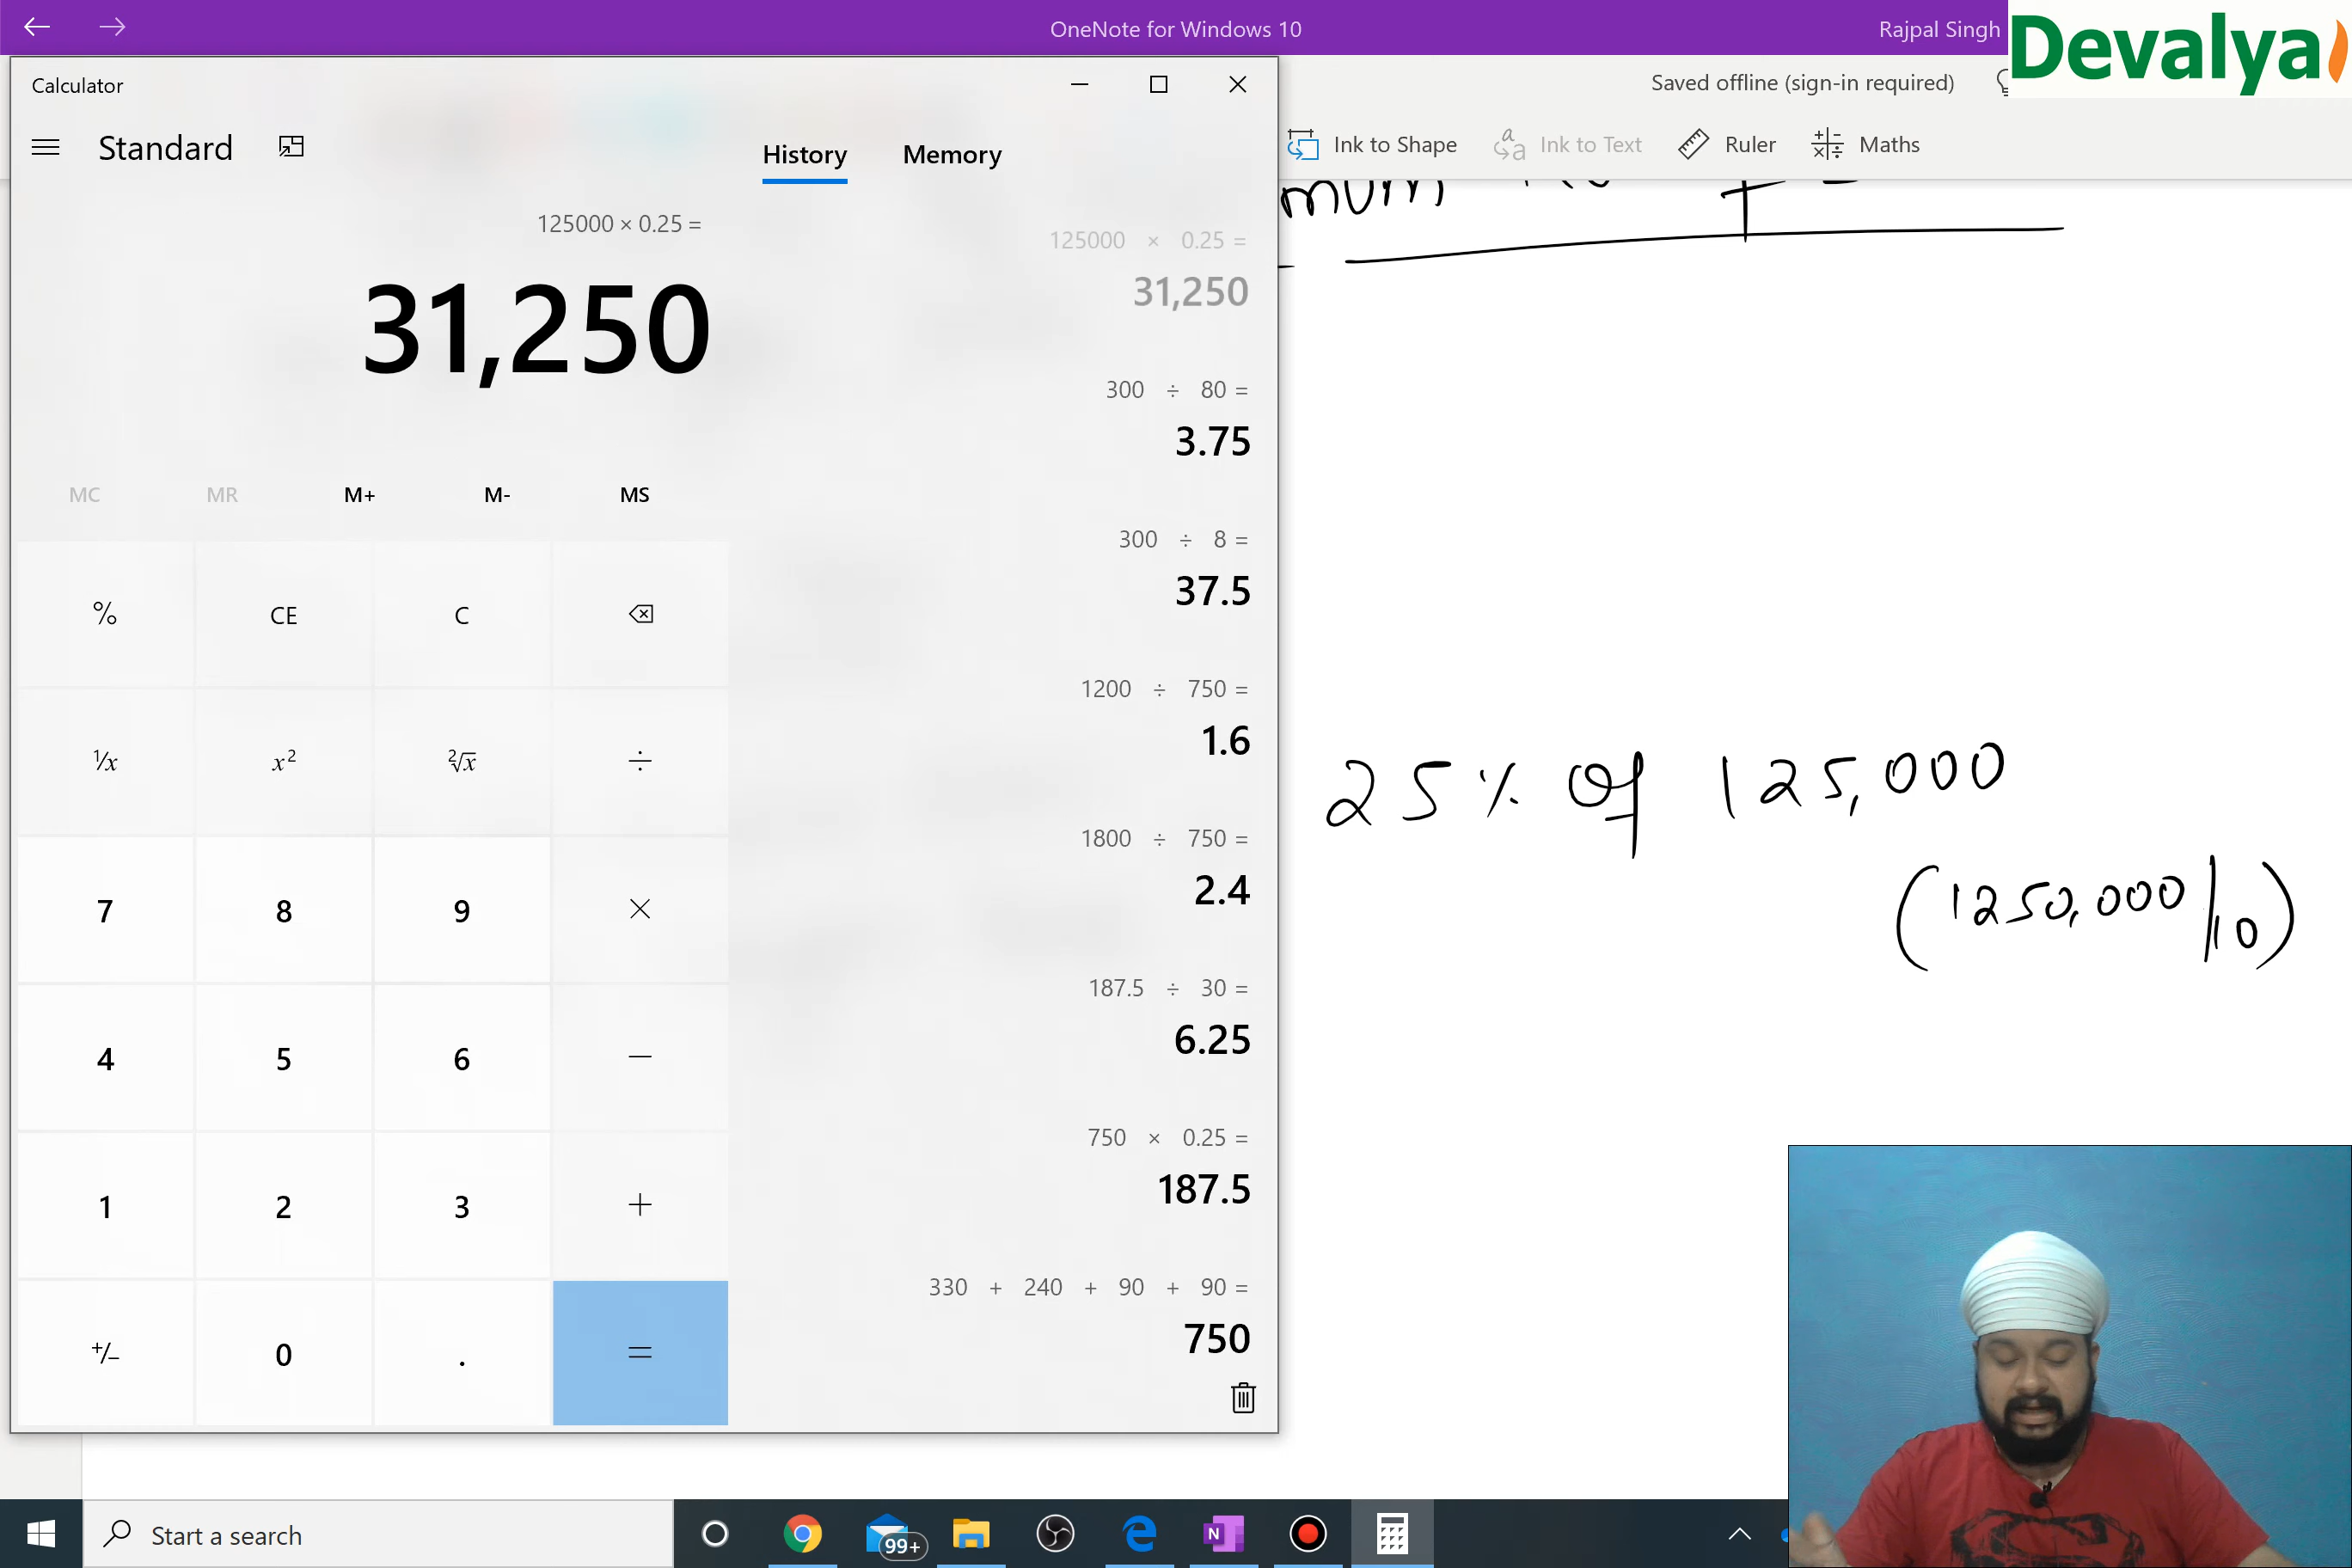 OneNote for Windows 10
Rajpal Singh
Devalya
Calculator
Saved offline (sign-in required)
Standard
History
Memory
Ink to Shape
Ink to Text
Ruler
Maths
125000 × 0.25 =
31,250
125000 × 0.25 =
31,250
300 ÷ 80 =
3.75
300 ÷ 8 =
37.5
1200 ÷ 750 =
1.6
1800 ÷ 750 =
2.4
187.5 ÷ 30 =
6.25
750 × 0.25 =
187.5
330 + 240 + 90 + 90 =
750
MC MR M+ M- MS
% CE C
¹/x x² ²√x ÷
7 8 9 ×
4 5 6 −
1 2 3 +
+/− 0 . =
25% of 125,000
(1250,000/10)
Start a search
99+
N